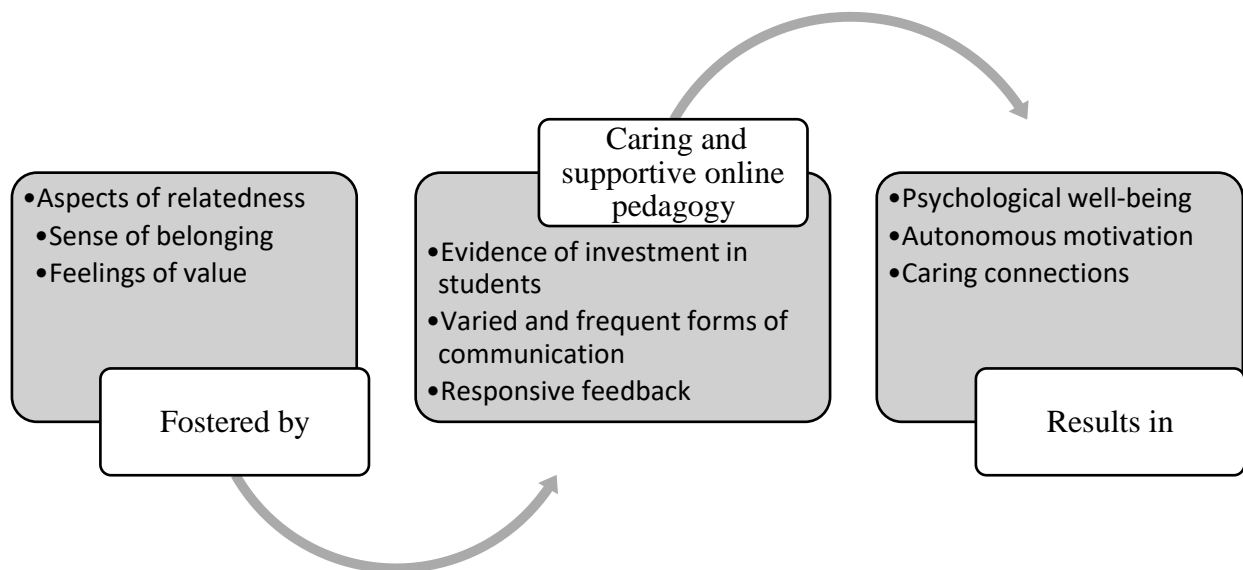 •Aspects of relatedness
•Sense of belonging
•Feelings of value
Fostered by
Caring and
supportive online
pedagogy
•Evidence of investment in
students
•Varied and frequent forms of
communication
•Responsive feedback
•Psychological well-being
•Autonomous motivation
•Caring connections
Results in